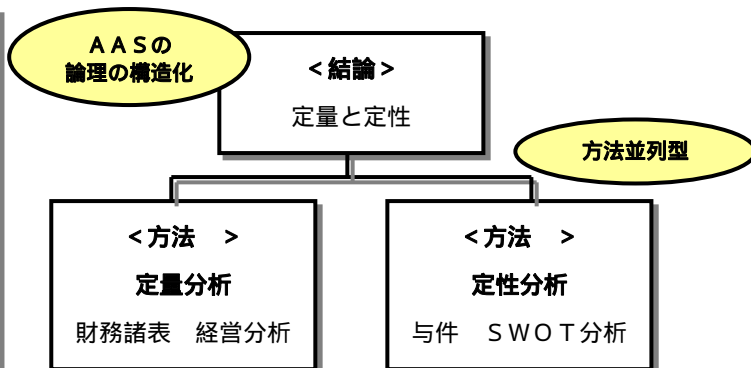 ＡＡＳの
論理の構造化
＜結論＞
定量と定性
方法並列型
＜方法　＞
定量分析
財務諸表　経営分析
＜方法　＞
定性分析
与件　ＳＷＯＴ分析